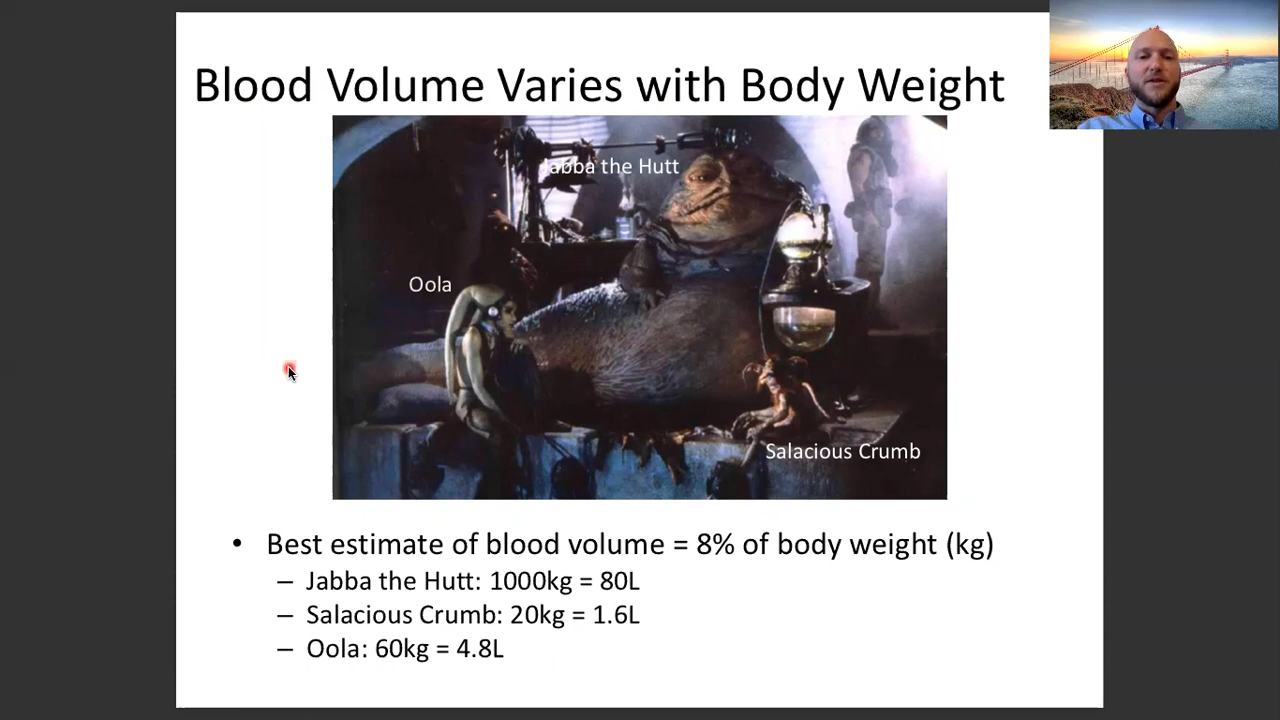 Blood Volume Varies with Body Weight
Jabba the Hutt
Oola
Salacious Crumb
• Best estimate of blood volume = 8% of body weight (kg)
– Jabba the Hutt: 1000kg = 80L
– Salacious Crumb: 20kg = 1.6L
– Oola: 60kg = 4.8L